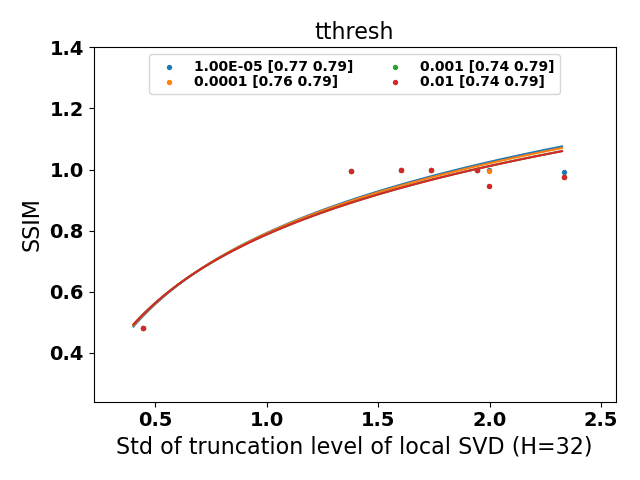 tthresh
1.00E-05 [0.77 0.79]
0.0001 [0.76 0.79]
0.001 [0.74 0.79]
0.01 [0.74 0.79]
SSIM
1.4
1.2
1.0
0.8
0.6
0.4
0.5 1.0 1.5 2.0 2.5
Std of truncation level of local SVD (H=32)